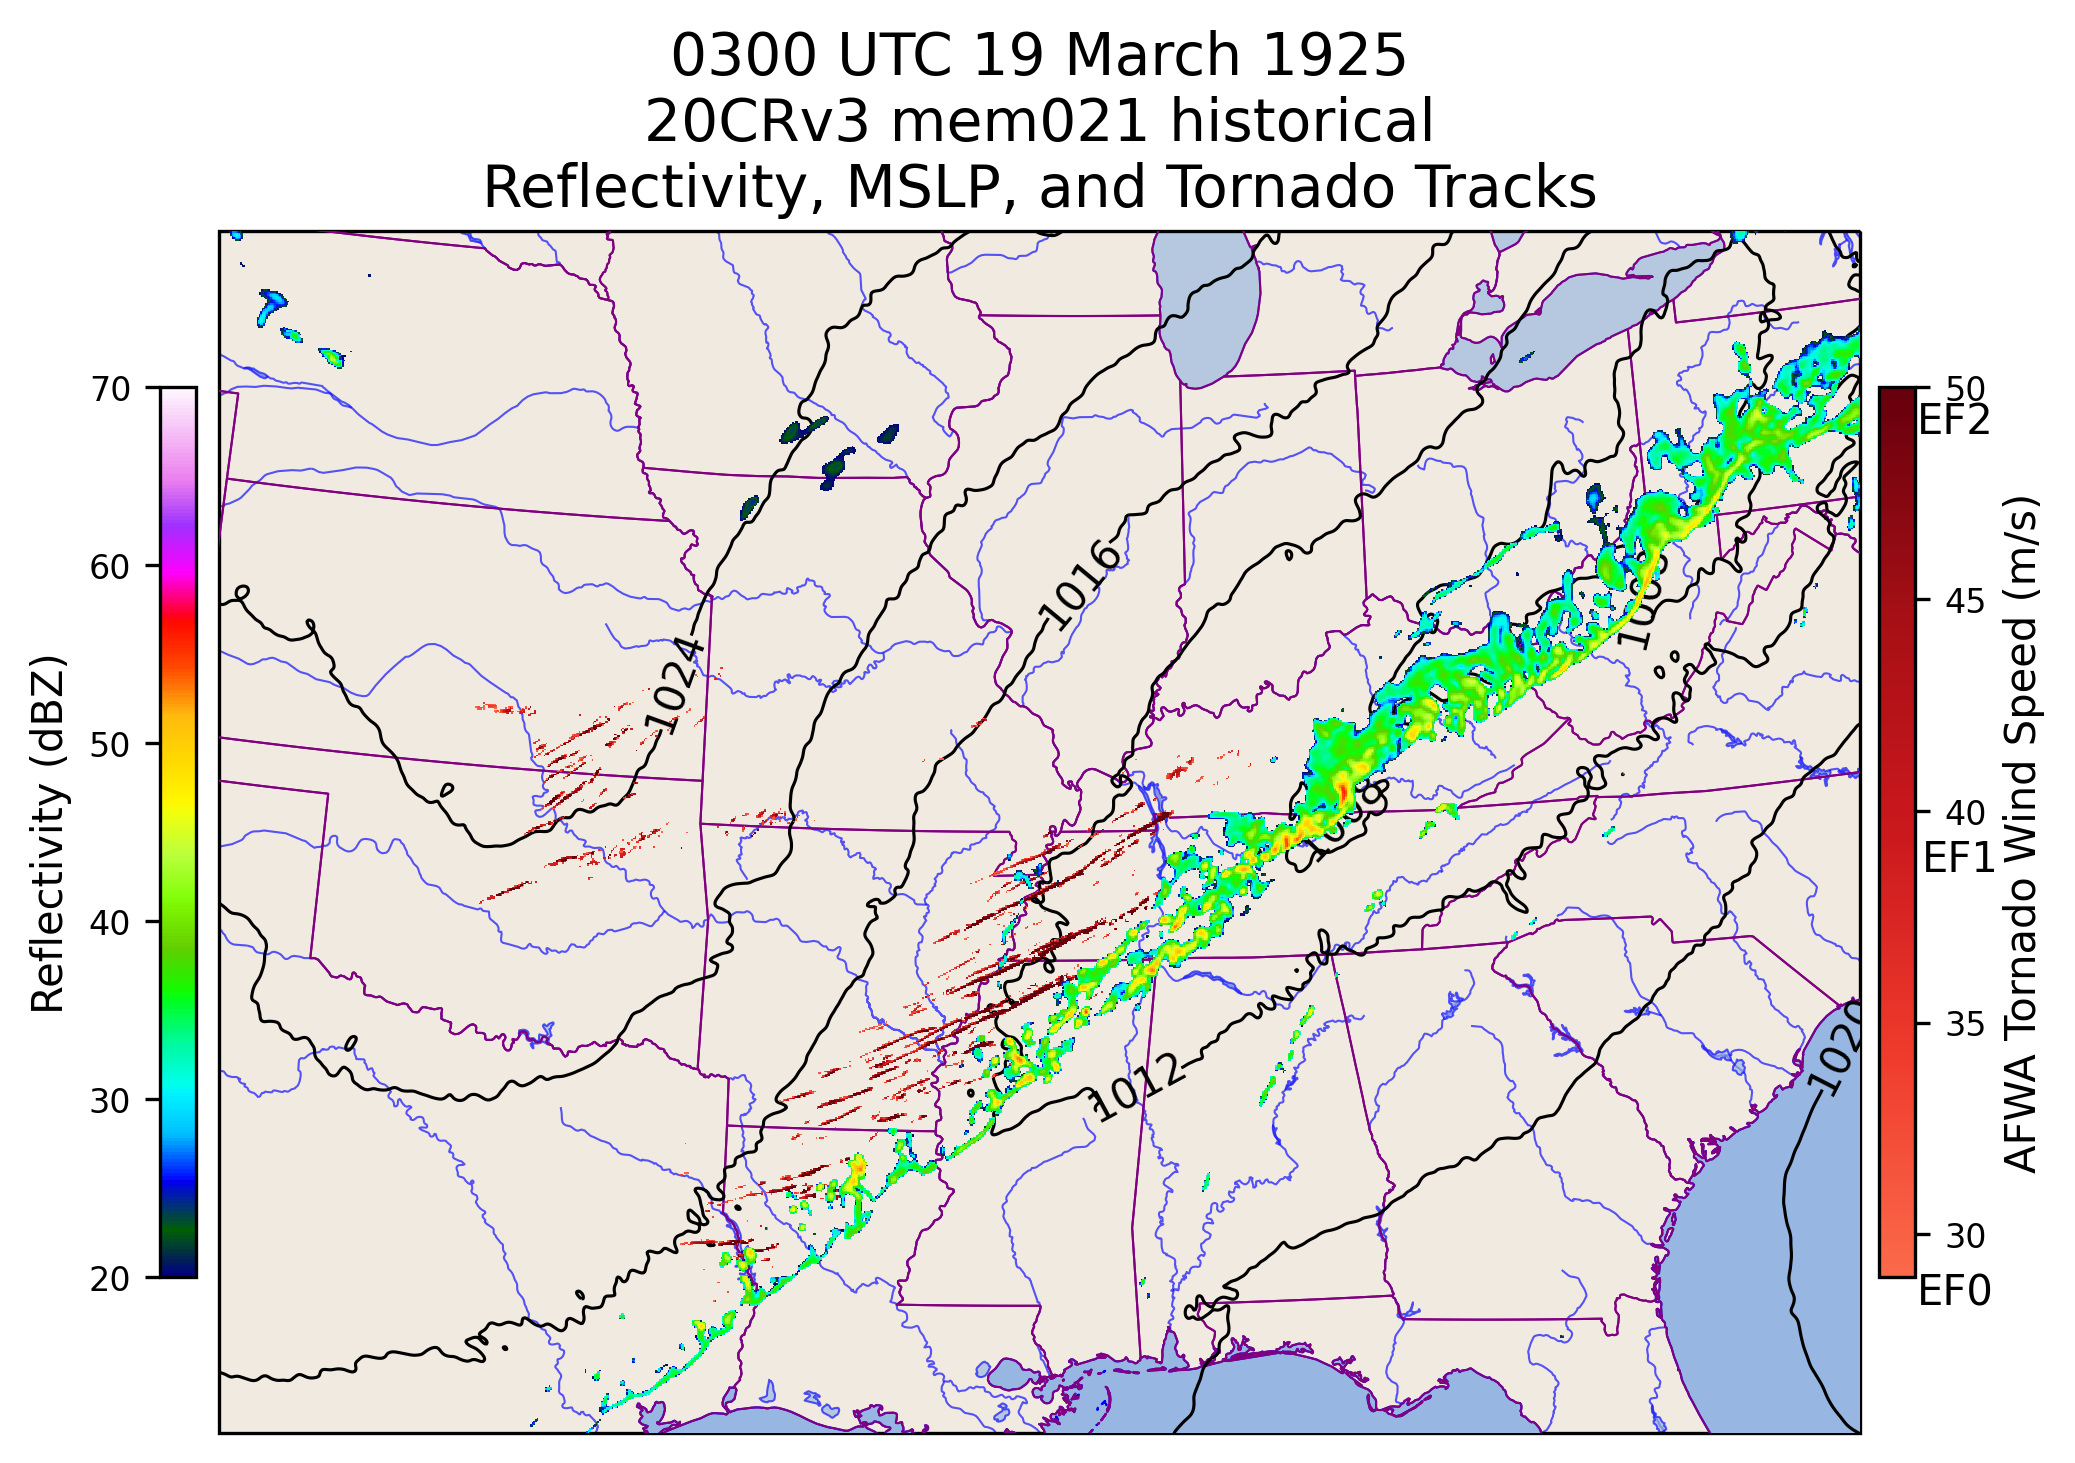 0300 UTC 19 March 1925
20CRv3 mem021 historical
Reflectivity, MSLP, and Tornado Tracks
Reflectivity (dBZ)
70
60
50
40
30
20
1024
1016
1008
1008
1012
1020
50
EF2
45
40
EF1
35
30
EF0
AFWA Tornado Wind Speed (m/s)